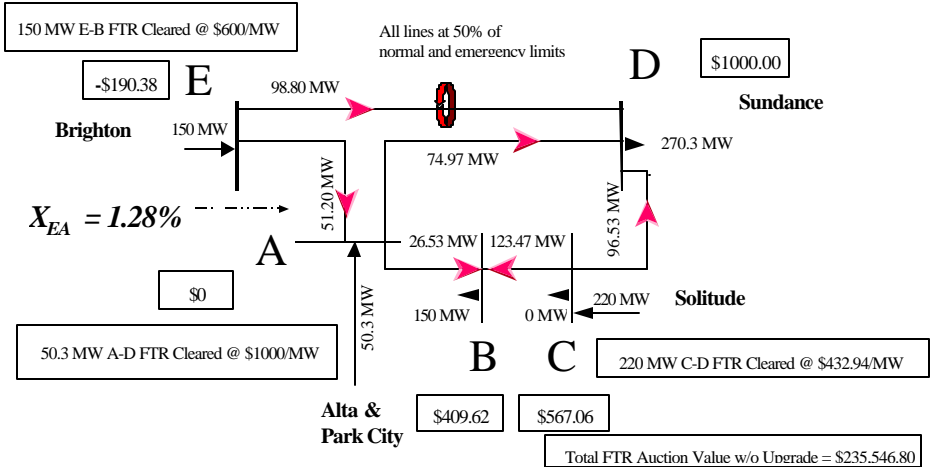 150 MW E-B FTR Cleared @ $600/MW
All lines at 50% of
normal and emergency limits
-$190.38
E
D
$1000.00
98.80 MW
Sundance
Brighton
150 MW
270.3 MW
74.97 MW
51.20 MW
96.53 MW
X_EA = 1.28%
A
26.53 MW
123.47 MW
$0
50.3 MW
150 MW
0 MW
220 MW
Solitude
50.3 MW A-D FTR Cleared @ $1000/MW
B
C
220 MW C-D FTR Cleared @ $432.94/MW
Alta &
Park City
$409.62
$567.06
Total FTR Auction Value w/o Upgrade = $235.546.80